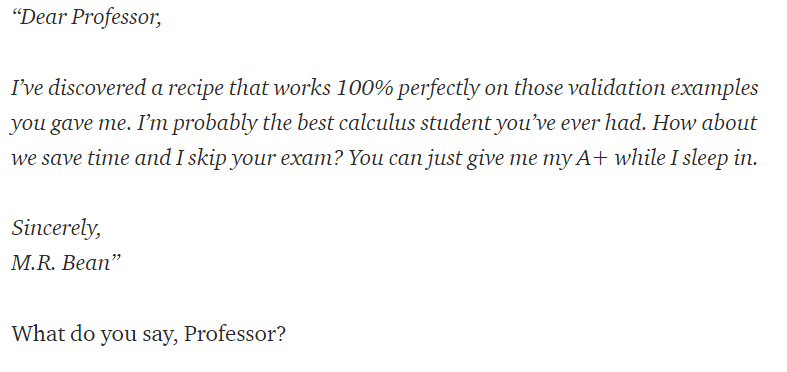 “Dear Professor,
I’ve discovered a recipe that works 100% perfectly on those validation examples
you gave me. I’m probably the best calculus student you’ve ever had. How about
we save time and I skip your exam? You can just give me my A+ while I sleep in.
Sincerely,
M.R. Bean”
What do you say, Professor?